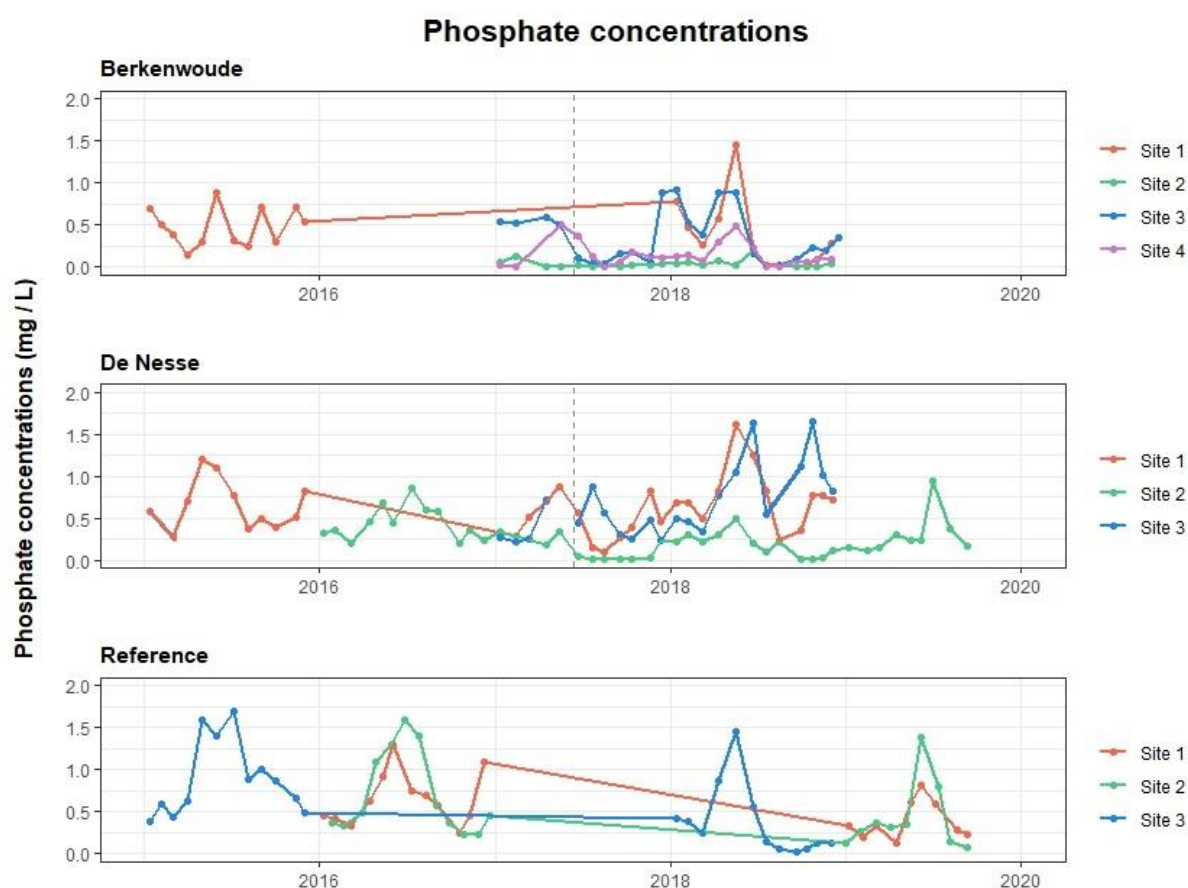 Phosphate concentrations
Berkenwoude
2.0
1.5
1.0
0.5
0.0
2016
2018
2020
Site 1
Site 2
Site 3
Site 4
De Nesse
2.0
1.5
1.0
0.5
0.0
2016
2018
2020
Site 1
Site 2
Site 3
Reference
2.0
1.5
1.0
0.5
0.0
2016
2018
2020
Site 1
Site 2
Site 3
Phosphate concentrations (mg / L)